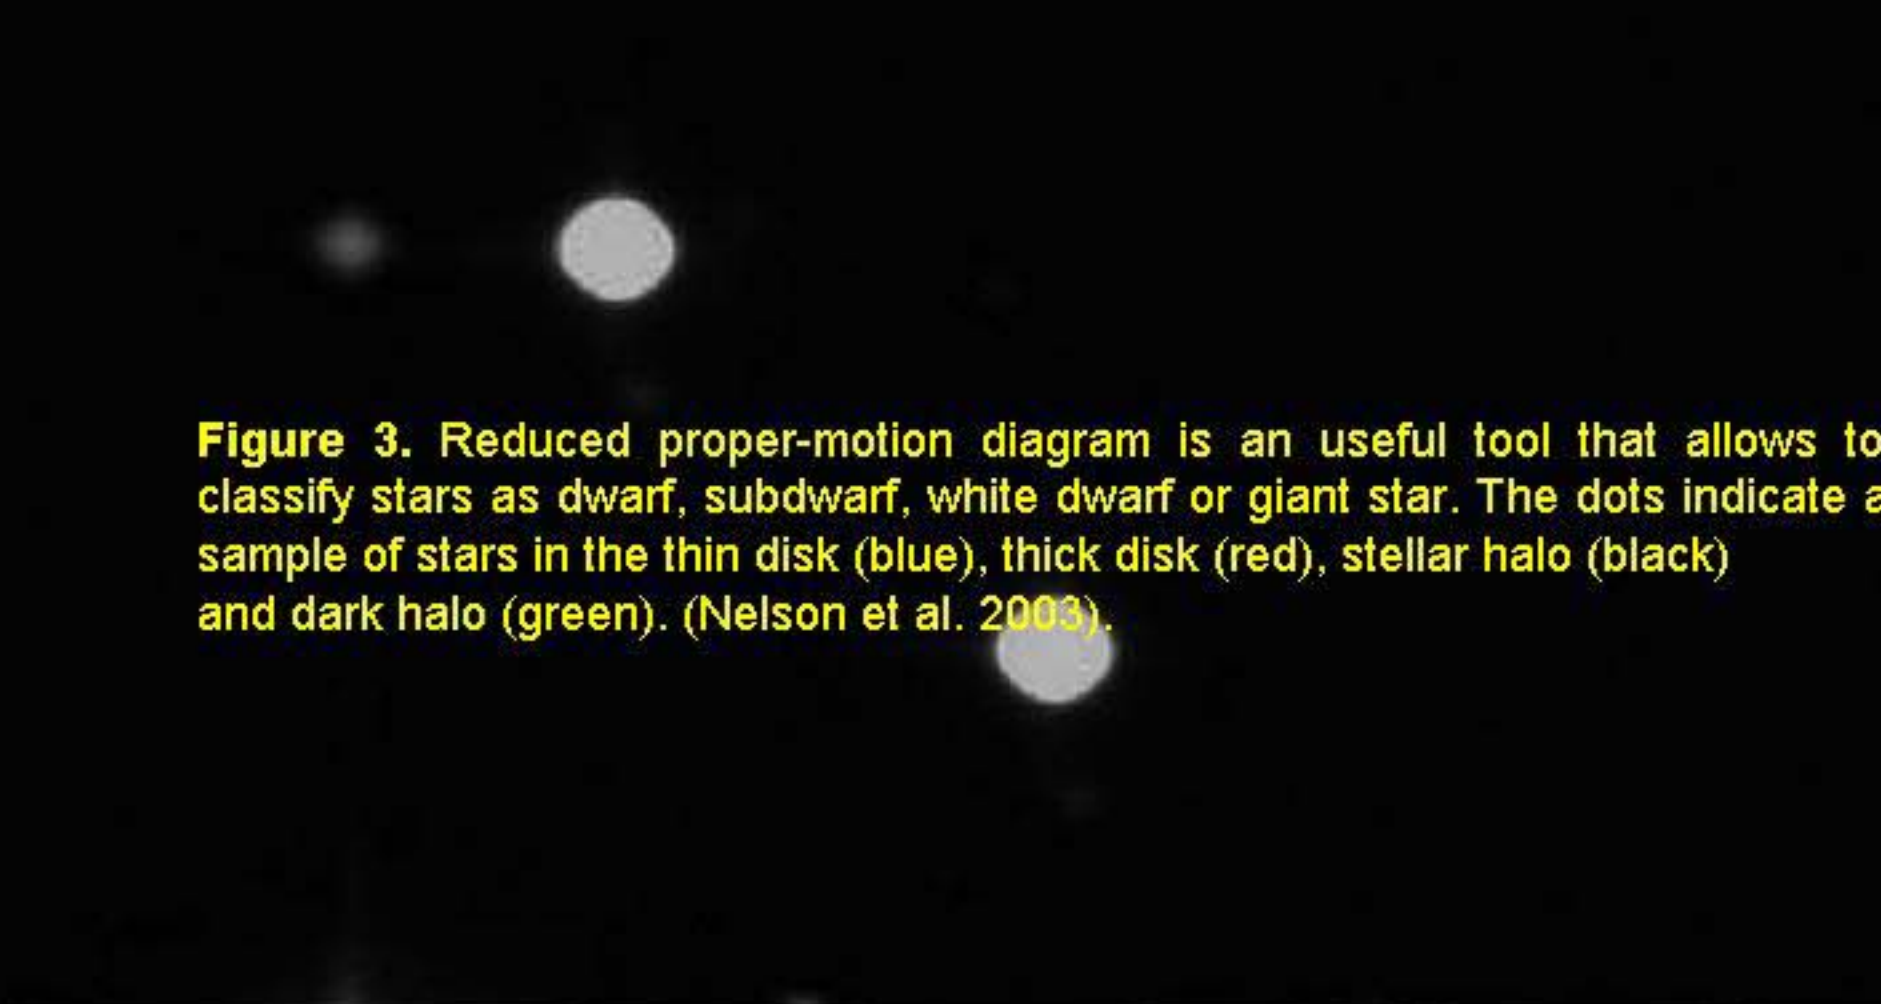 Figure 3. Reduced proper-motion diagram is an useful tool that allows to
classify stars as dwarf, subdwarf, white dwarf or giant star. The dots indicate a
sample of stars in the thin disk (blue), thick disk (red), stellar halo (black)
and dark halo (green). (Nelson et al. 2003).